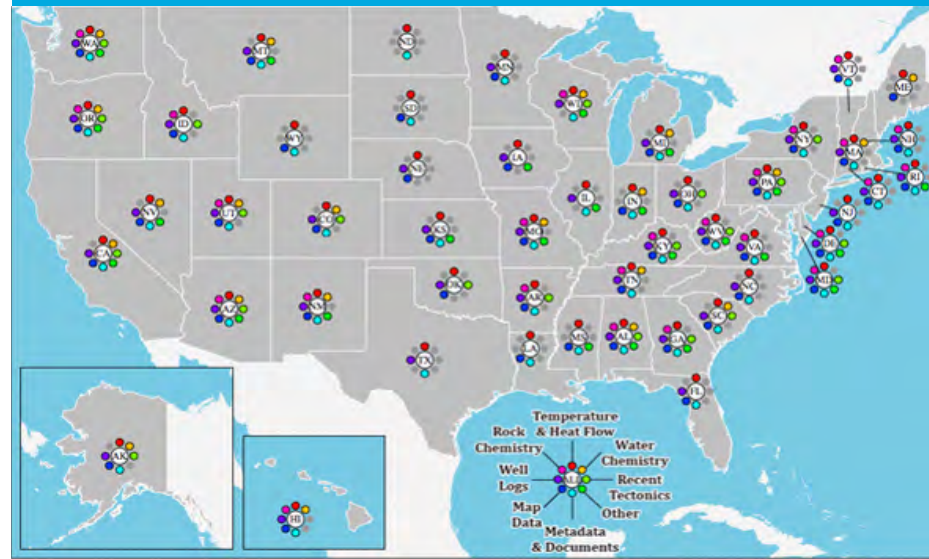 WA
MT
ND
MN
VT
ME
OR
ID
SD
WI
WY
MI
NY
MA
NH
NE
IA
PA
CT
RI
NV
UT
CO
IL
IN
OH
NJ
KS
MO
KY
WV
VA
DE
CA
MD
AZ
NM
OK
AR
TN
NC
SC
TX
LA
MS
AL
GA
FL
AK
HI
Temperature
& Heat Flow
Rock
Chemistry
Water
Chemistry
Well
Logs
ALL
Recent
Tectonics
Map
Data
Other
Metadata
& Documents